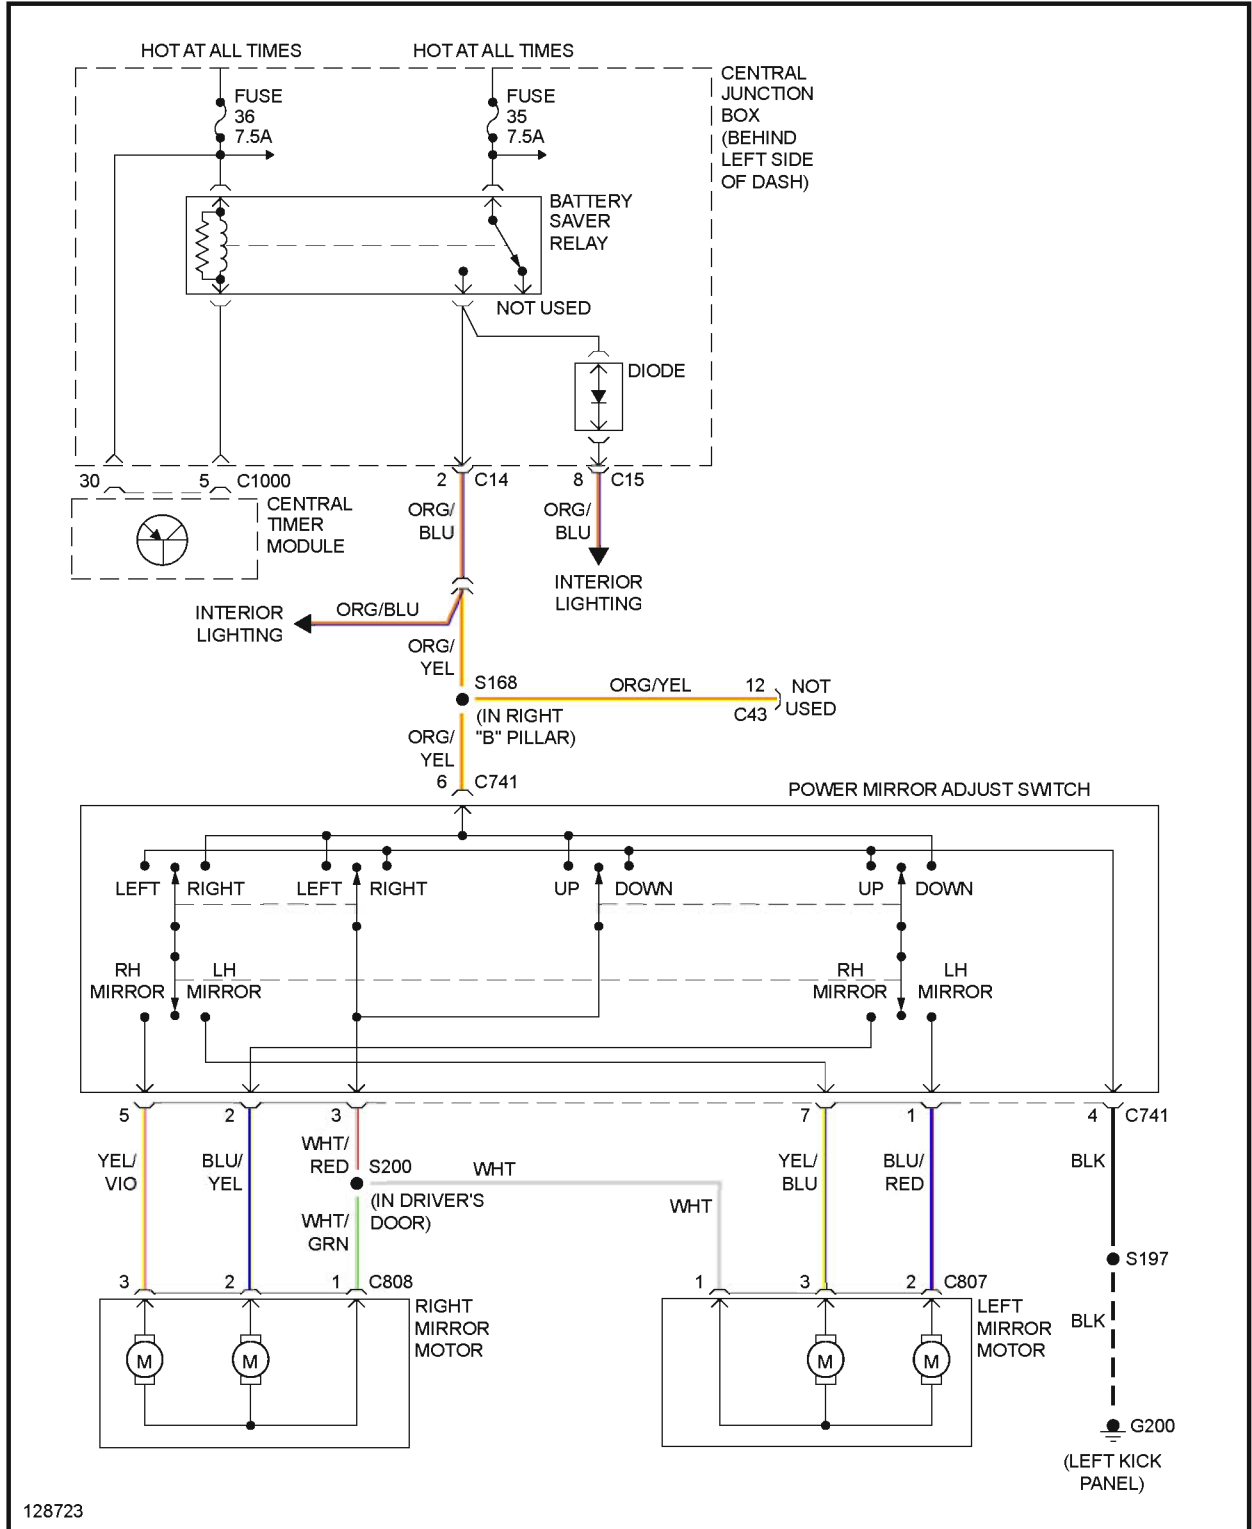 HOT AT ALL TIMES
HOT AT ALL TIMES
FUSE
36
7.5A
FUSE
35
7.5A
CENTRAL
JUNCTION
BOX
(BEHIND
LEFT SIDE
OF DASH)
BATTERY
SAVER
RELAY
NOT USED
DIODE
30
5
C1000
2
C14
8
C15
CENTRAL
TIMER
MODULE
ORG/
BLU
ORG/
BLU
INTERIOR
LIGHTING
INTERIOR
LIGHTING
ORG/BLU
ORG/
YEL
S168
(IN RIGHT
"B" PILLAR)
ORG/YEL
12
C43
NOT
USED
ORG/
YEL
6
C741
POWER MIRROR ADJUST SWITCH
LEFT
RIGHT
LEFT
RIGHT
UP
DOWN
UP
DOWN
RH
MIRROR
LH
MIRROR
RH
MIRROR
LH
MIRROR
5
2
3
7
1
4
C741
YEL/
VIO
BLU/
YEL
WHT/
RED
S200
(IN DRIVER'S
DOOR)
WHT
WHT
YEL/
BLU
BLU/
RED
BLK
WHT/
GRN
S197
3
2
1
C808
1
3
2
C807
RIGHT
MIRROR
MOTOR
LEFT
MIRROR
MOTOR
BLK
M
M
M
M
G200
(LEFT KICK
PANEL)
128723